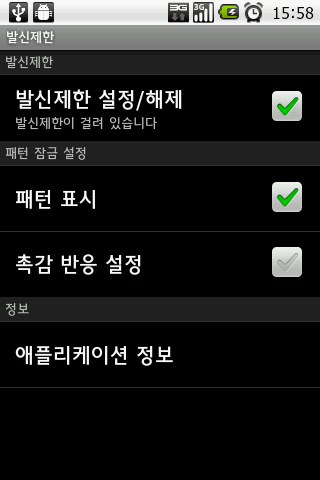 3G 3G 15:58
발신제한
발신제한
발신제한 설정/해제
발신제한이 걸려 있습니다
패턴 잠금 설정
패턴 표시
촉감 반응 설정
정보
애플리케이션 정보